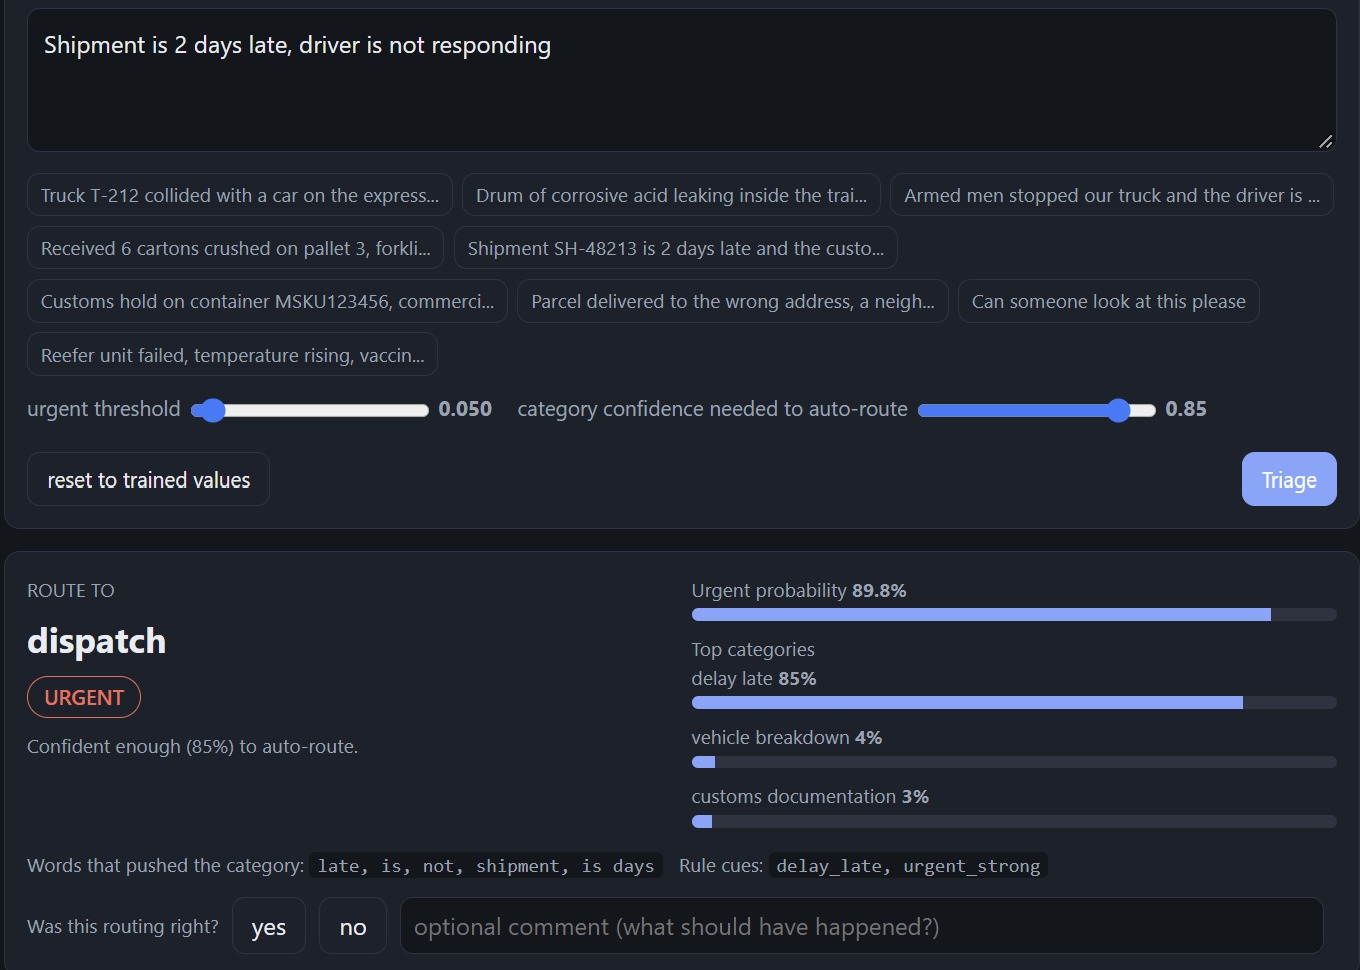 Shipment is 2 days late, driver is not responding
Truck T-212 collided with a car on the express...
Drum of corrosive acid leaking inside the trai...
Armed men stopped our truck and the driver is ...
Received 6 cartons crushed on pallet 3, forkli...
Shipment SH-48213 is 2 days late and the custo...
Customs hold on container MSKU123456, commerci...
Parcel delivered to the wrong address, a neigh...
Can someone look at this please
Reefer unit failed, temperature rising, vaccin...
urgent threshold 0.050
category confidence needed to auto-route 0.85
reset to trained values
Triage
ROUTE TO
dispatch
URGENT
Confident enough (85%) to auto-route.
Urgent probability 89.8%
Top categories
delay late 85%
vehicle breakdown 4%
customs documentation 3%
Words that pushed the category: late, is, not, shipment, is days
Rule cues: delay_late, urgent_strong
Was this routing right?
yes
no
optional comment (what should have happened?)